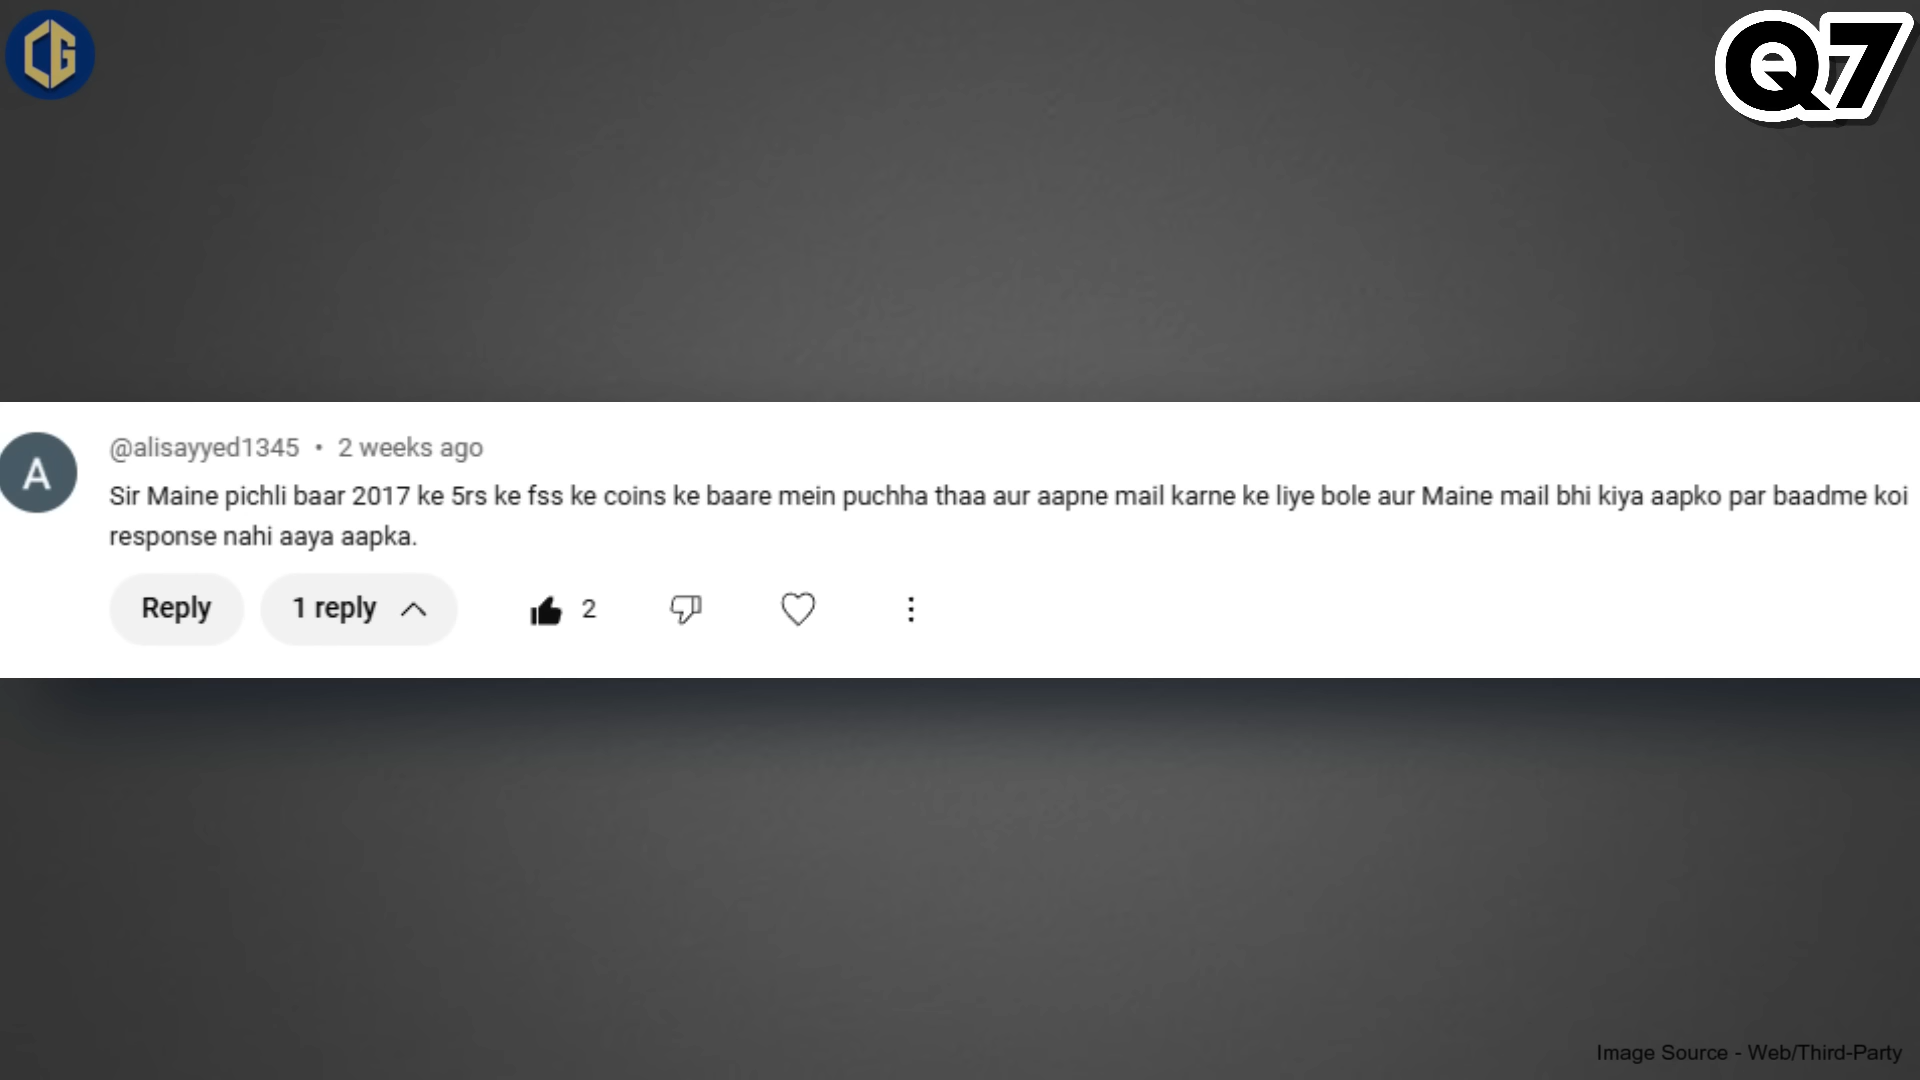 CG
Q7
A
@alisayyed1345 • 2 weeks ago
Sir Maine pichli baar 2017 ke 5rs ke fss ke coins ke baare mein puchha thaa aur aapne mail karne ke liye bole aur Maine mail bhi kiya aapko par baadme koi
response nahi aaya aapka.
Reply 1 reply 2
Image Source - Web/Third-Party